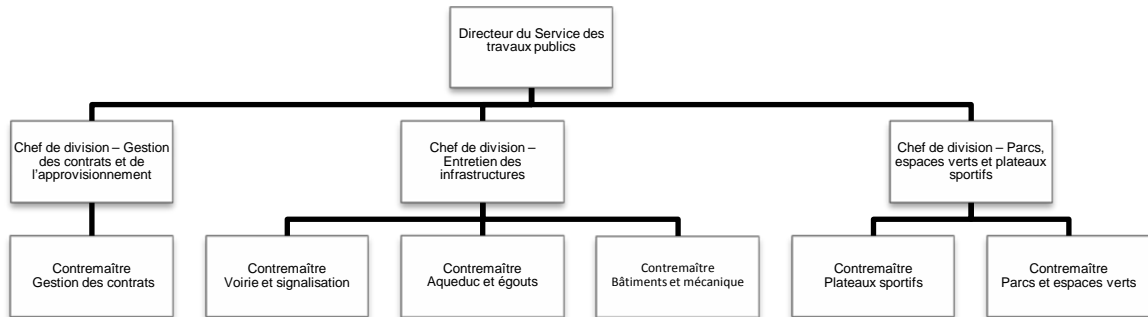 Directeur du Service des
travaux publics
Chef de division – Gestion
des contrats et de
l'approvisionnement
Chef de division –
Entretien des
infrastructures
Chef de division – Parcs,
espaces verts et plateaux
sportifs
Contremaître
Gestion des contrats
Contremaître
Voirie et signalisation
Contremaître
Aqueduc et égouts
Contremaître
Bâtiments et mécanique
Contremaître
Plateaux sportifs
Contremaître
Parcs et espaces verts